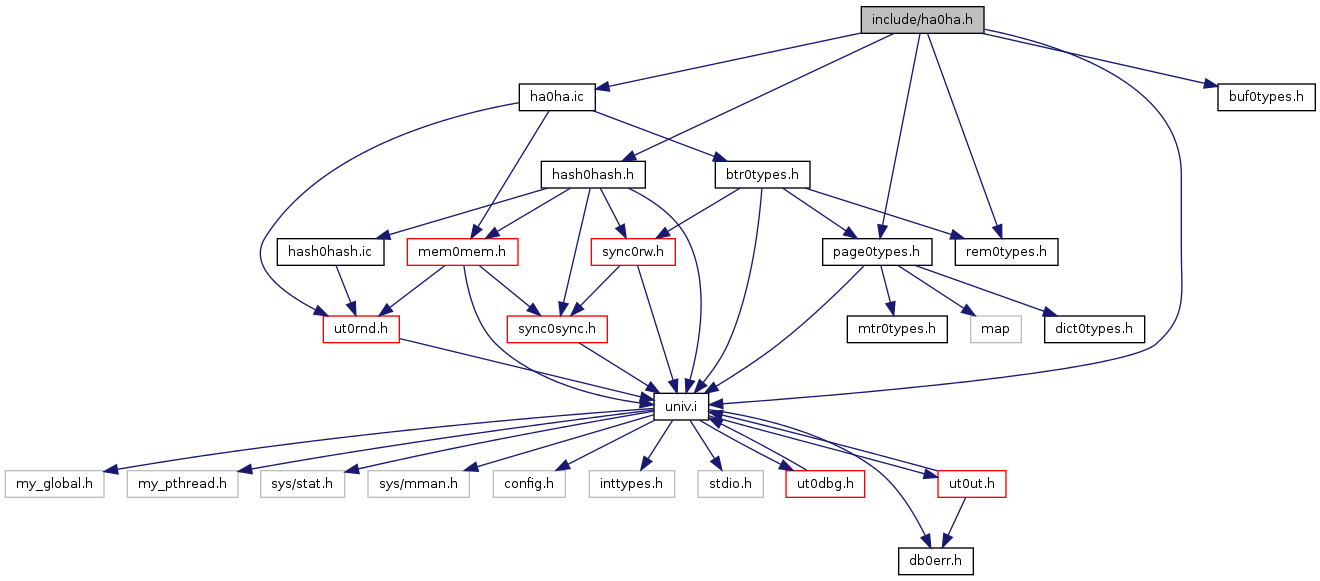 include/ha0ha.h
ha0ha.ic
buf0types.h
hash0hash.h
btr0types.h
hash0hash.ic
mem0mem.h
sync0rw.h
page0types.h
rem0types.h
ut0rnd.h
sync0sync.h
mtr0types.h
map
dict0types.h
univ.i
my_global.h
my_pthread.h
sys/stat.h
sys/mman.h
config.h
inttypes.h
stdio.h
ut0dbg.h
ut0ut.h
db0err.h